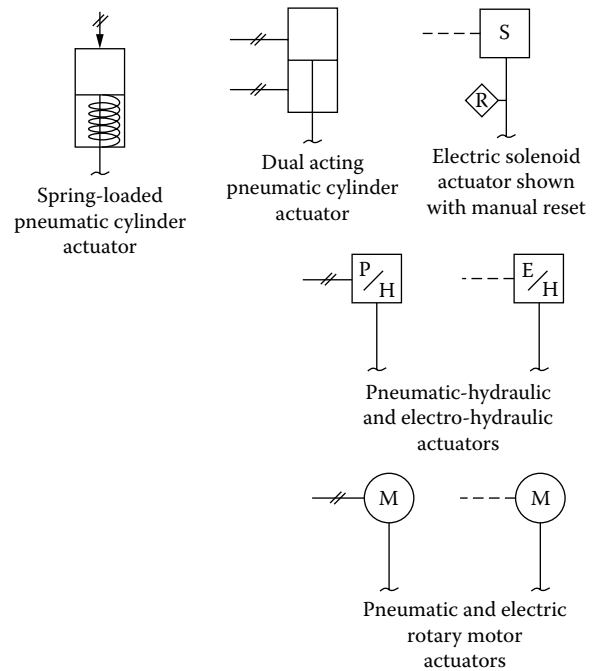 S
R
Spring-loaded
pneumatic cylinder
actuator
Dual acting
pneumatic cylinder
actuator
Electric solenoid
actuator shown
with manual reset
P/H
E/H
Pneumatic-hydraulic
and electro-hydraulic
actuators
M
M
Pneumatic and electric
rotary motor
actuators